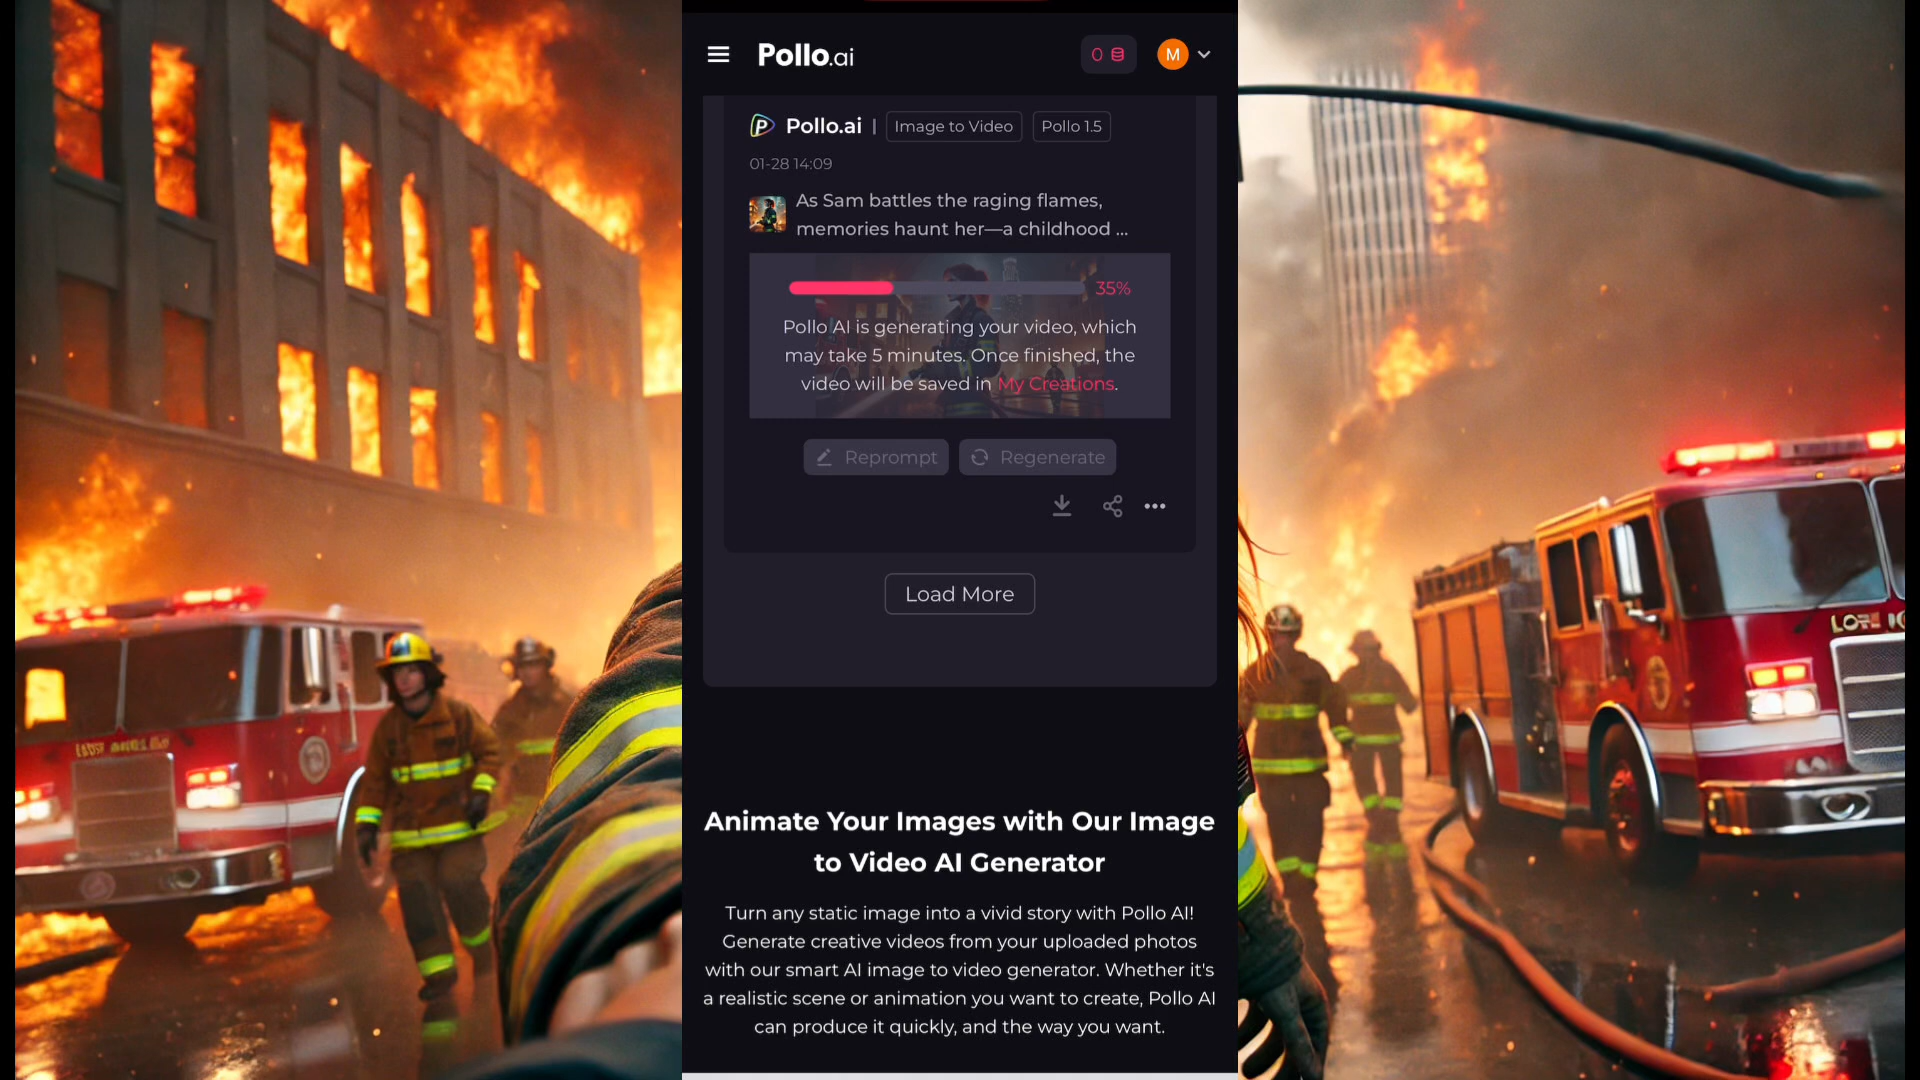 Pollo.ai
0
M
Pollo.ai | Image to Video Pollo 1.5
01-28 14:09
As Sam battles the raging flames,
memories haunt her—a childhood ...
35%
Pollo AI is generating your video, which
may take 5 minutes. Once finished, the
video will be saved in My Creations.
Reprompt Regenerate
Load More
Animate Your Images with Our Image
to Video AI Generator
Turn any static image into a vivid story with Pollo AI!
Generate creative videos from your uploaded photos
with our smart AI image to video generator. Whether it's
a realistic scene or animation you want to create, Pollo AI
can produce it quickly, and the way you want.